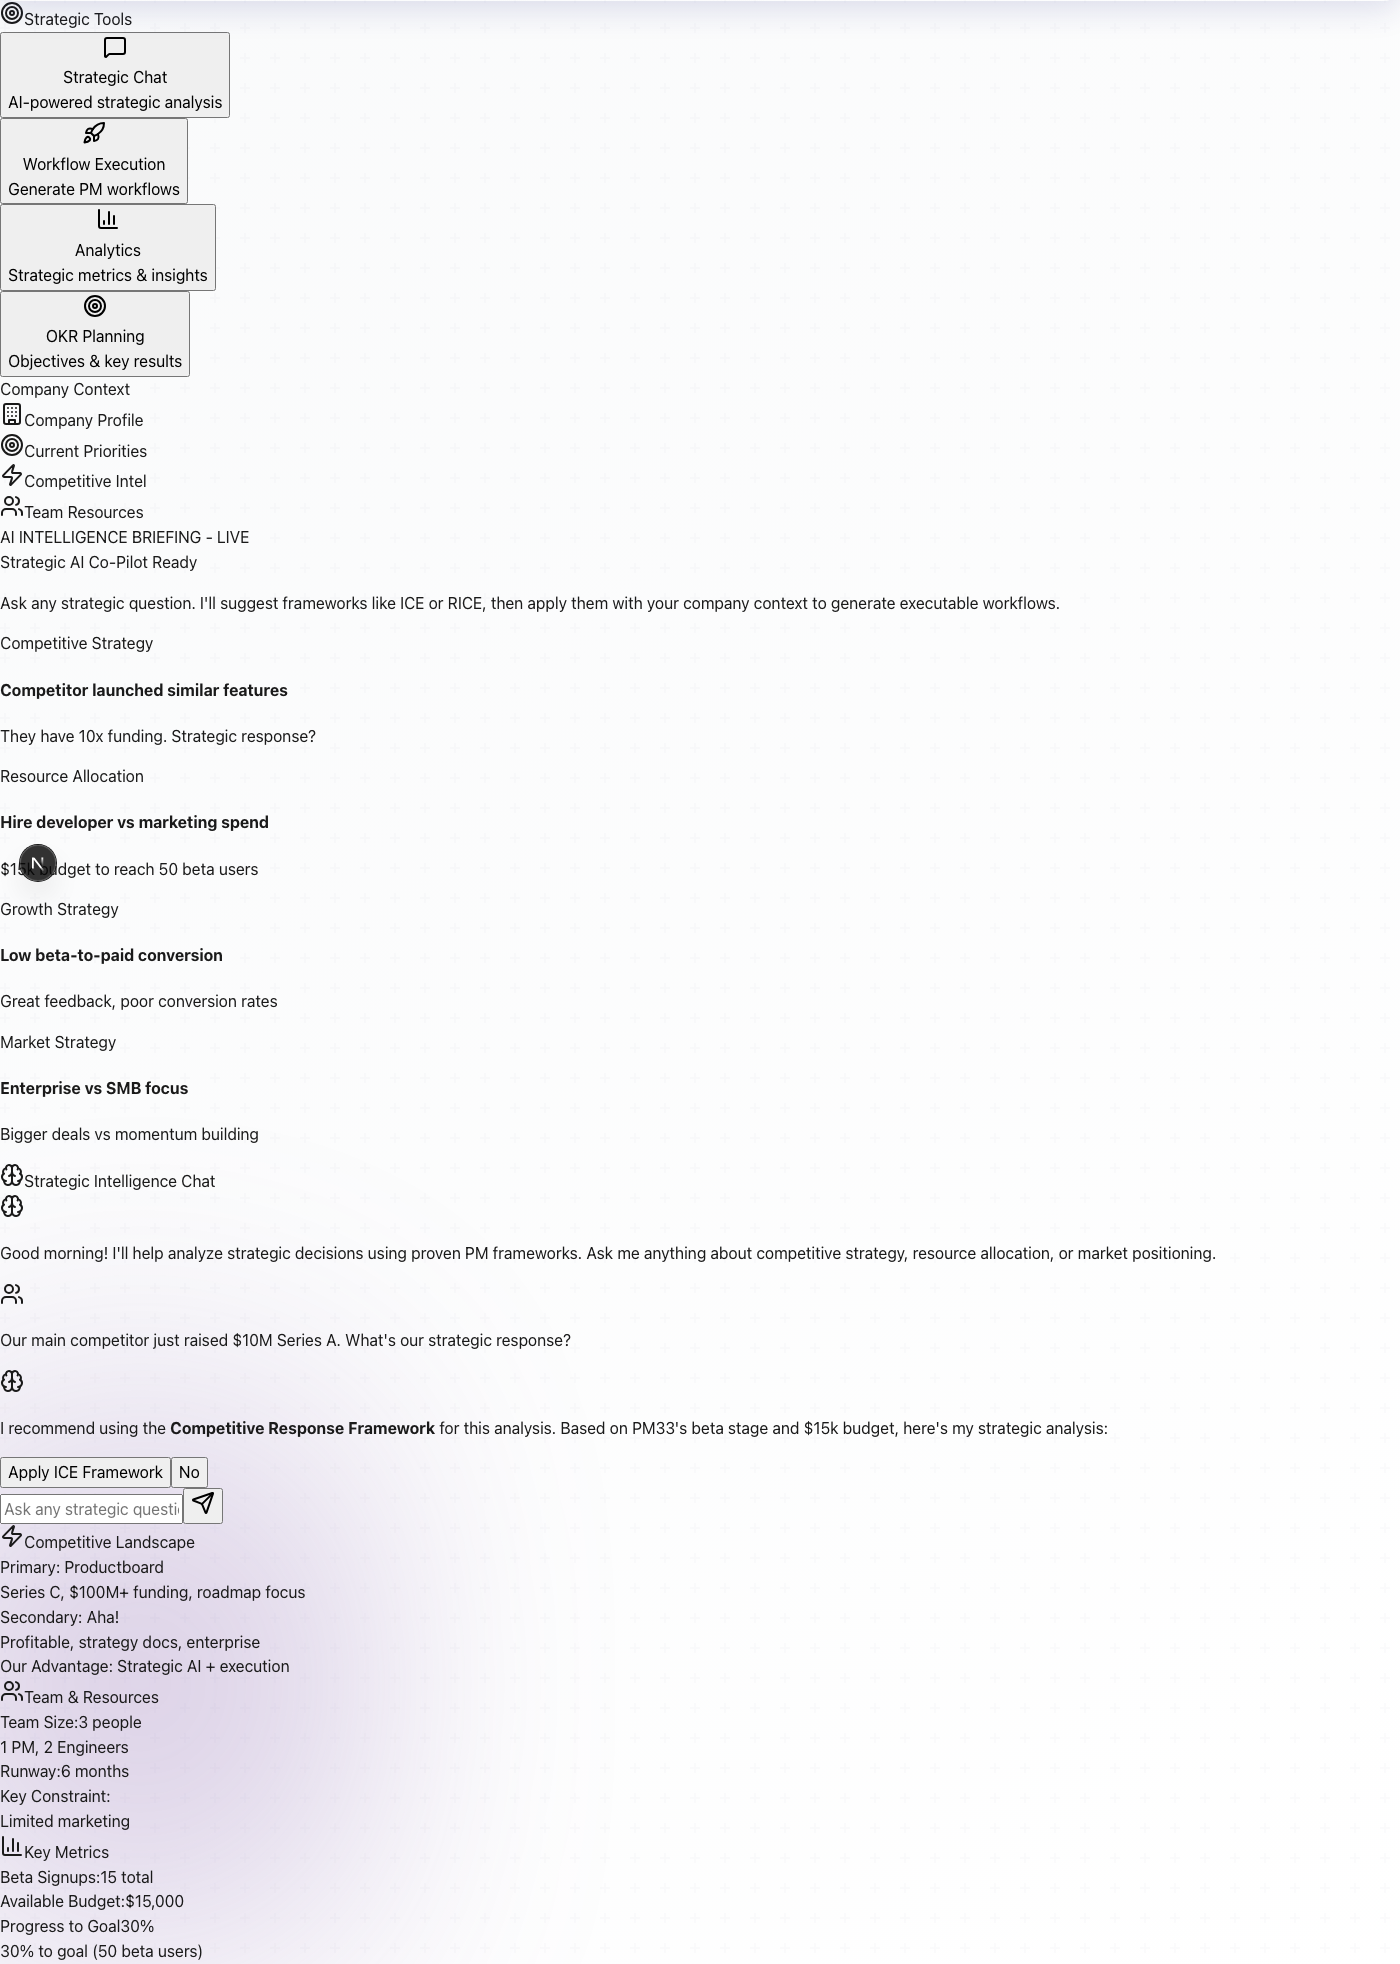 Strategic Tools
Strategic Chat
AI-powered strategic analysis
Workflow Execution
Generate PM workflows
Analytics
Strategic metrics & insights
OKR Planning
Objectives & key results
Company Context
Company Profile
Current Priorities
Competitive Intel
Team Resources
AI INTELLIGENCE BRIEFING - LIVE
Strategic AI Co-Pilot Ready
Ask any strategic question. I'll suggest frameworks like ICE or RICE, then apply them with your company context to generate executable workflows.
Competitive Strategy
Competitor launched similar features
They have 10x funding. Strategic response?
Resource Allocation
Hire developer vs marketing spend
N
$15k budget to reach 50 beta users
Growth Strategy
Low beta-to-paid conversion
Great feedback, poor conversion rates
Market Strategy
Enterprise vs SMB focus
Bigger deals vs momentum building
Strategic Intelligence Chat
Good morning! I'll help analyze strategic decisions using proven PM frameworks. Ask me anything about competitive strategy, resource allocation, or market positioning.
Our main competitor just raised $10M Series A. What's our strategic response?
I recommend using the Competitive Response Framework for this analysis. Based on PM33's beta stage and $15k budget, here's my strategic analysis:
Apply ICE Framework No
Ask any strategic questi
Competitive Landscape
Primary: Productboard
Series C, $100M+ funding, roadmap focus
Secondary: Aha!
Profitable, strategy docs, enterprise
Our Advantage: Strategic AI + execution
Team & Resources
Team Size:3 people
1 PM, 2 Engineers
Runway:6 months
Key Constraint:
Limited marketing
Key Metrics
Beta Signups:15 total
Available Budget:$15,000
Progress to Goal30%
30% to goal (50 beta users)